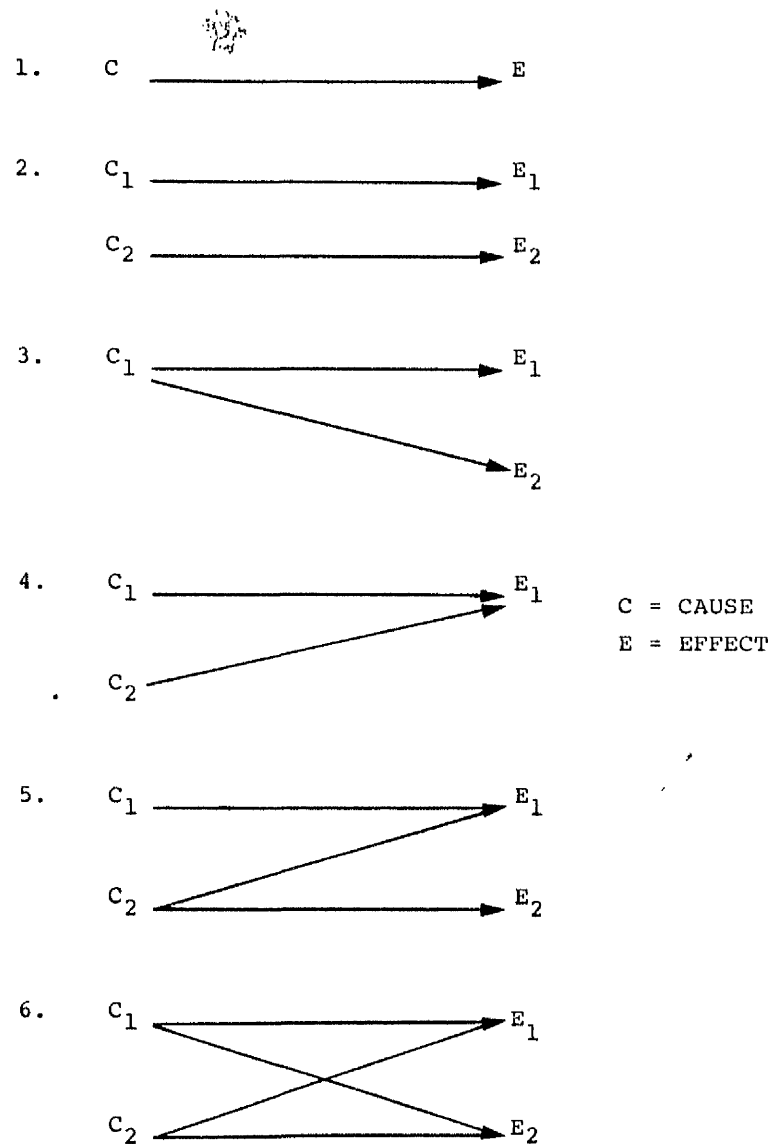 1. C E
2. C1 E1
C2 E2
3. C1 E1
E2
4. C1 E1
C = CAUSE
E = EFFECT
C2
5. C1 E1
C2 E2
6. C1 E1
C2 E2